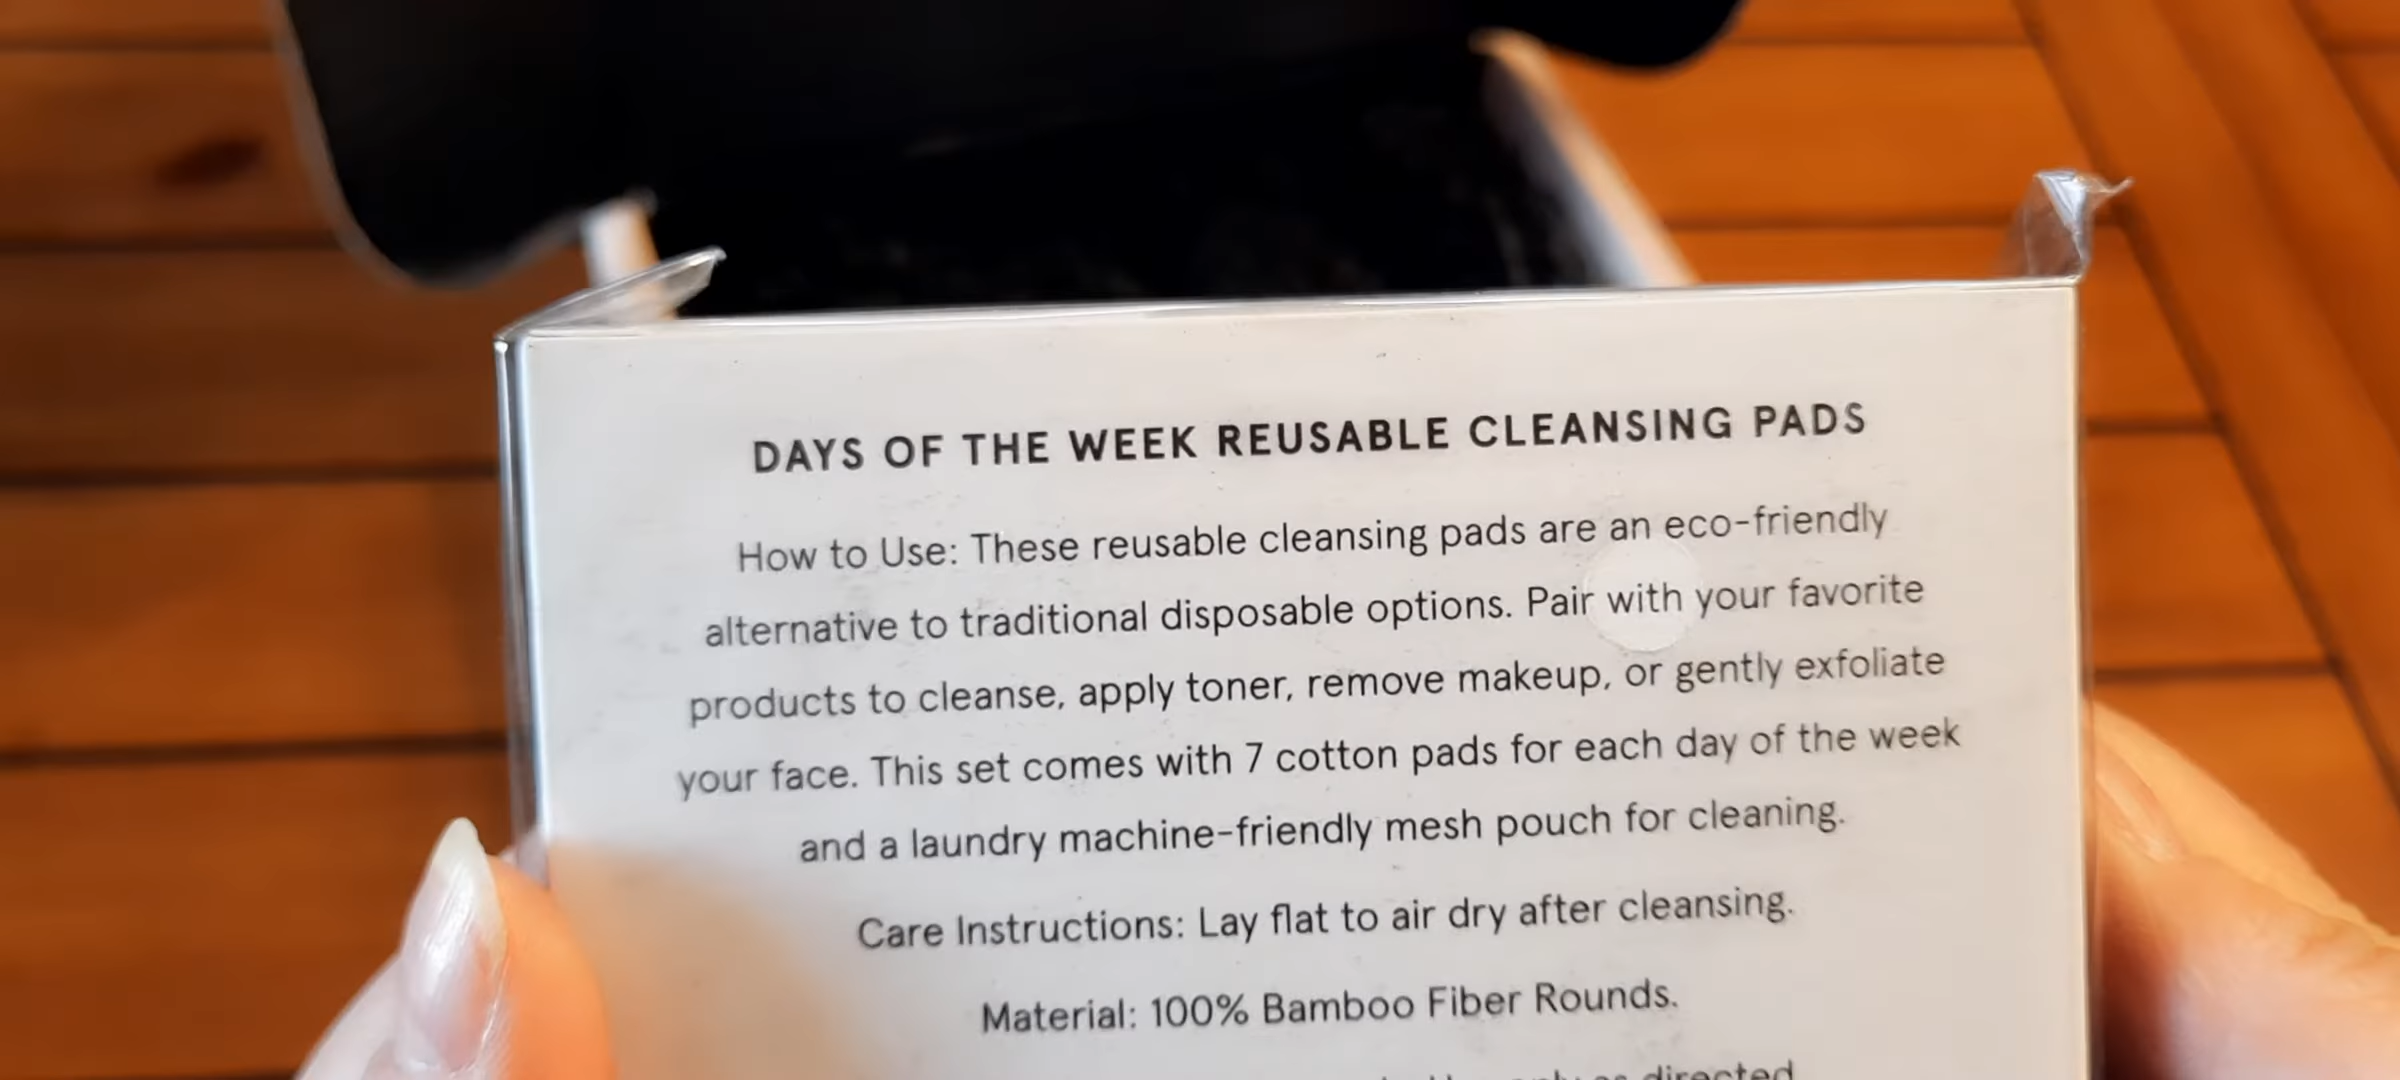 DAYS OF THE WEEK REUSABLE CLEANSING PADS
How to Use: These reusable cleansing pads are an eco-friendly
alternative to traditional disposable options. Pair with your favorite
products to cleanse, apply toner, remove makeup, or gently exfoliate
your face. This set comes with 7 cotton pads for each day of the week
and a laundry machine-friendly mesh pouch for cleaning.
Care Instructions: Lay flat to air dry after cleansing.
Material: 100% Bamboo Fiber Rounds.
as directed